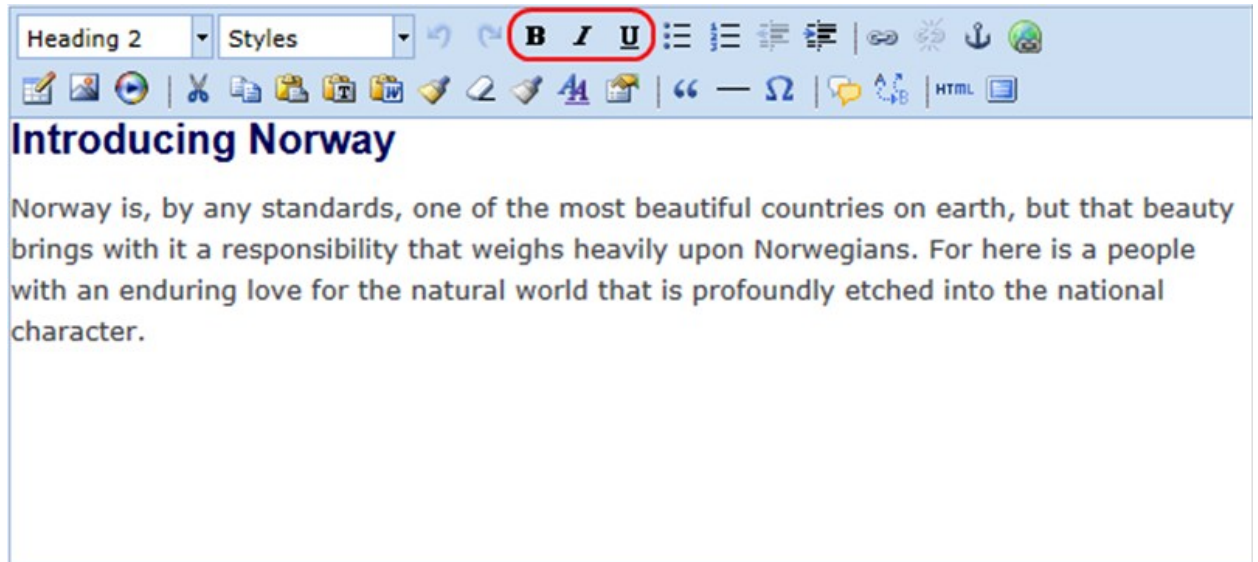 Heading 2 Styles B I U
HTML
Introducing Norway
Norway is, by any standards, one of the most beautiful countries on earth, but that beauty
brings with it a responsibility that weighs heavily upon Norwegians. For here is a people
with an enduring love for the natural world that is profoundly etched into the national
character.